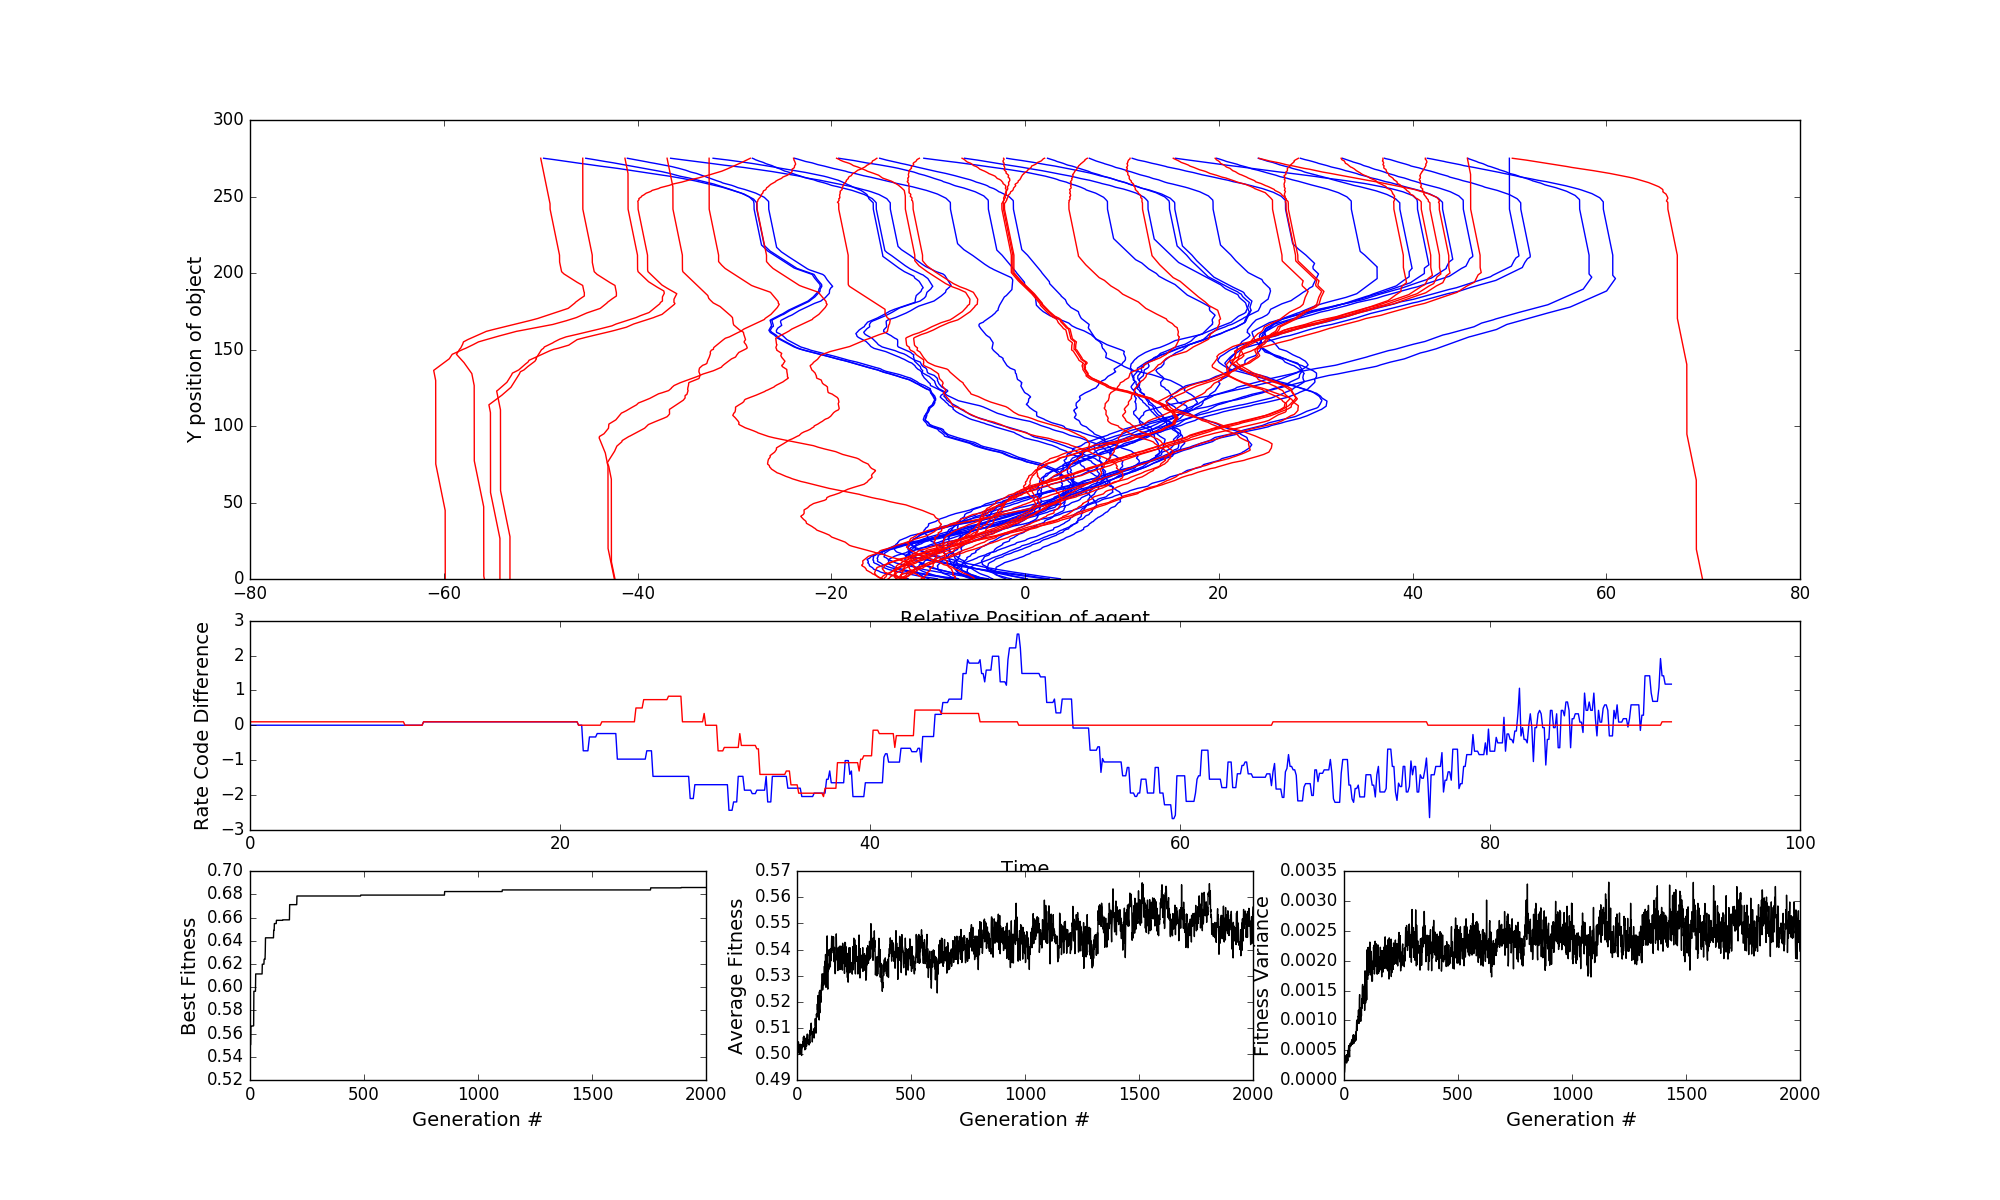 300
250
200
150
100
50
0
Y position of object
−80 −60 −40 −20 0 20 40 60 80
Relative Position of agent
3
2
1
0
−1
−2
−3
Rate Code Difference
0 20 40 60 80 100
Time
0.70
0.68
0.66
0.64
0.62
0.60
0.58
0.56
0.54
0.52
Best Fitness
0 500 1000 1500 2000
Generation #
0.57
0.56
0.55
0.54
0.53
0.52
0.51
0.50
0.49
Average Fitness
0 500 1000 1500 2000
Generation #
0.0035
0.0030
0.0025
0.0020
0.0015
0.0010
0.0005
0.0000
Fitness Variance
0 500 1000 1500 2000
Generation #